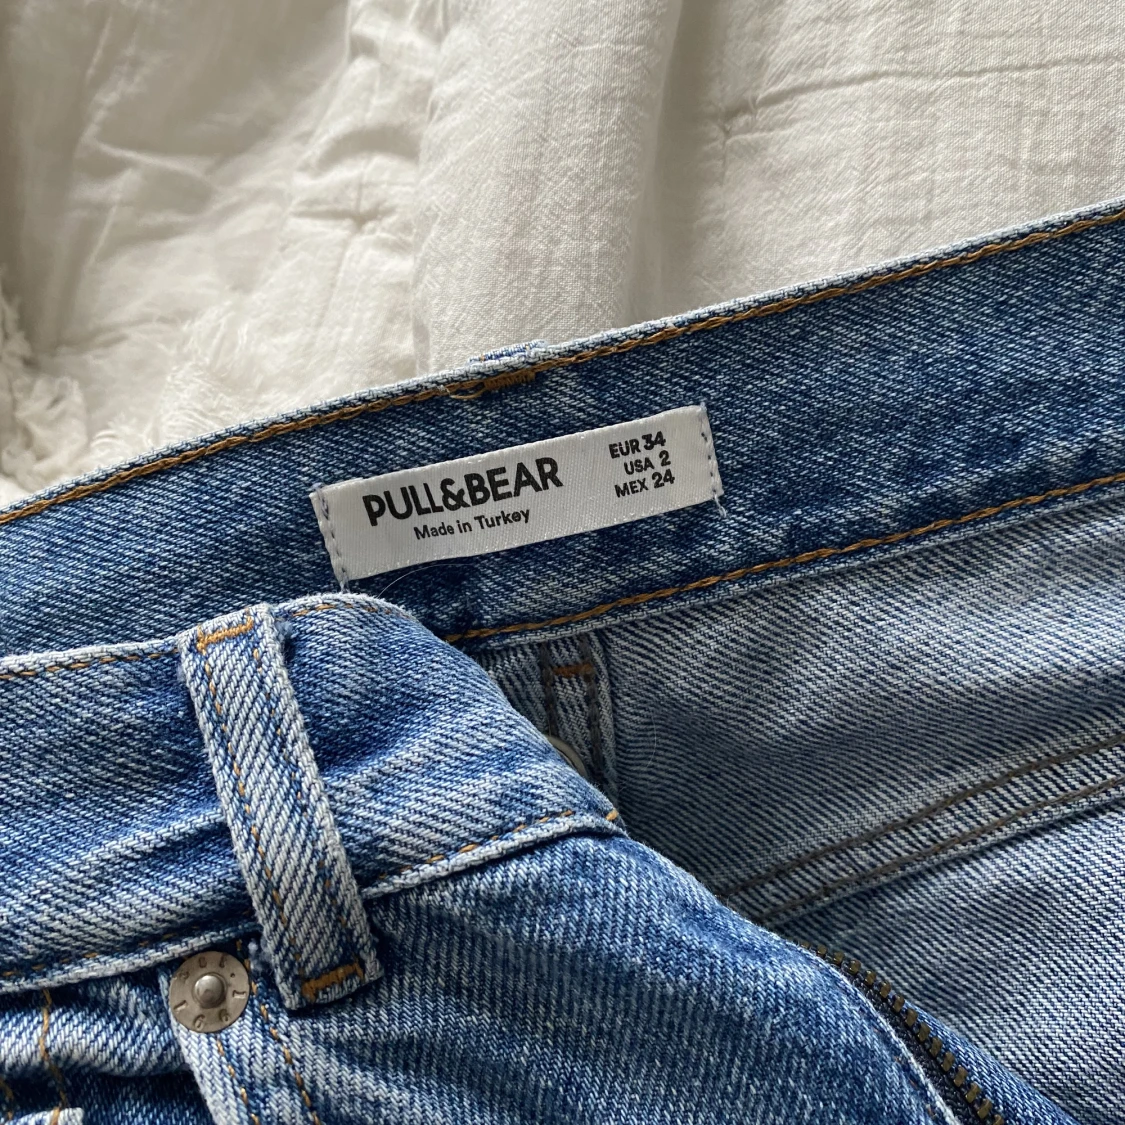 PULL&BEAR
Made in Turkey
EUR 34
USA 2
MEX 24